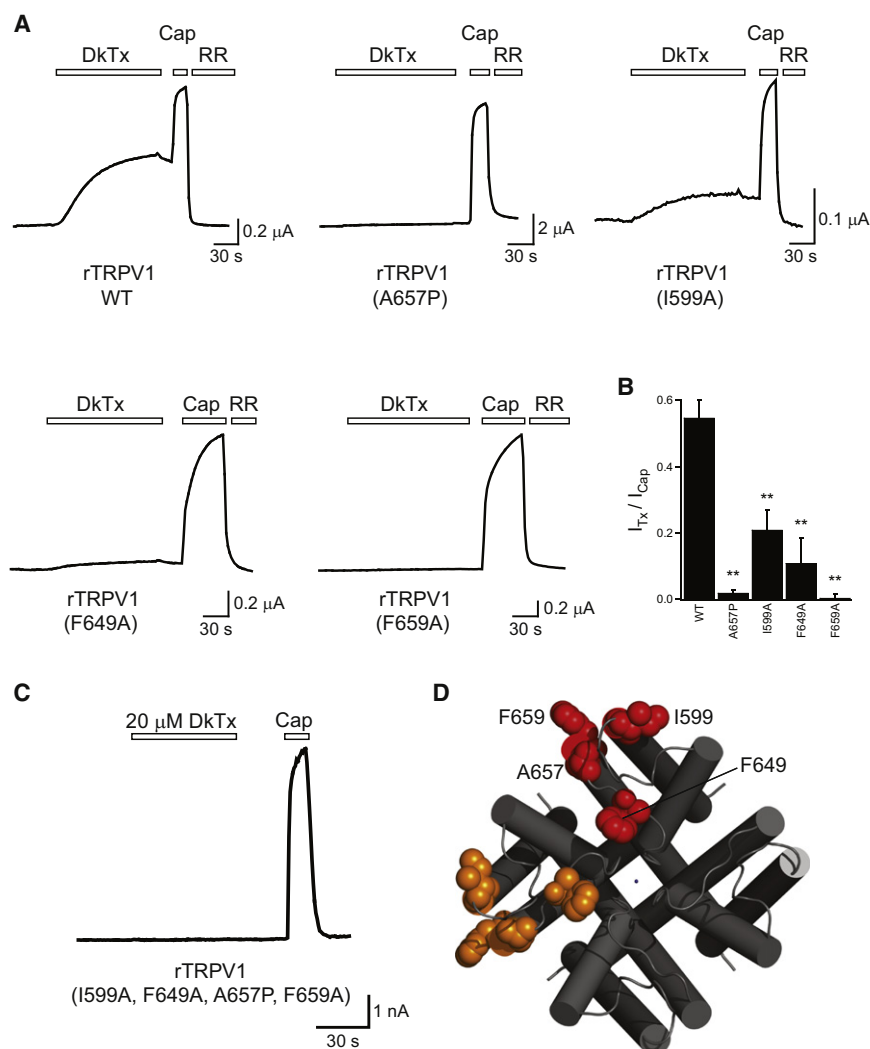 A
DkTx Cap RR
0.2 μA
30 s
rTRPV1
WT
DkTx Cap RR
2 μA
30 s
rTRPV1
(A657P)
DkTx Cap RR
0.1 μA
30 s
rTRPV1
(I599A)
DkTx Cap RR
0.2 μA
30 s
rTRPV1
(F649A)
DkTx Cap RR
0.2 μA
30 s
rTRPV1
(F659A)
B
ITx / ICap
0.6
0.4
0.2
0.0
**
**
**
**
WT
A657P
I599A
F649A
F659A
C
20 μM DkTx Cap
1 nA
30 s
rTRPV1
(I599A, F649A, A657P, F659A)
D
F659
I599
A657
F649